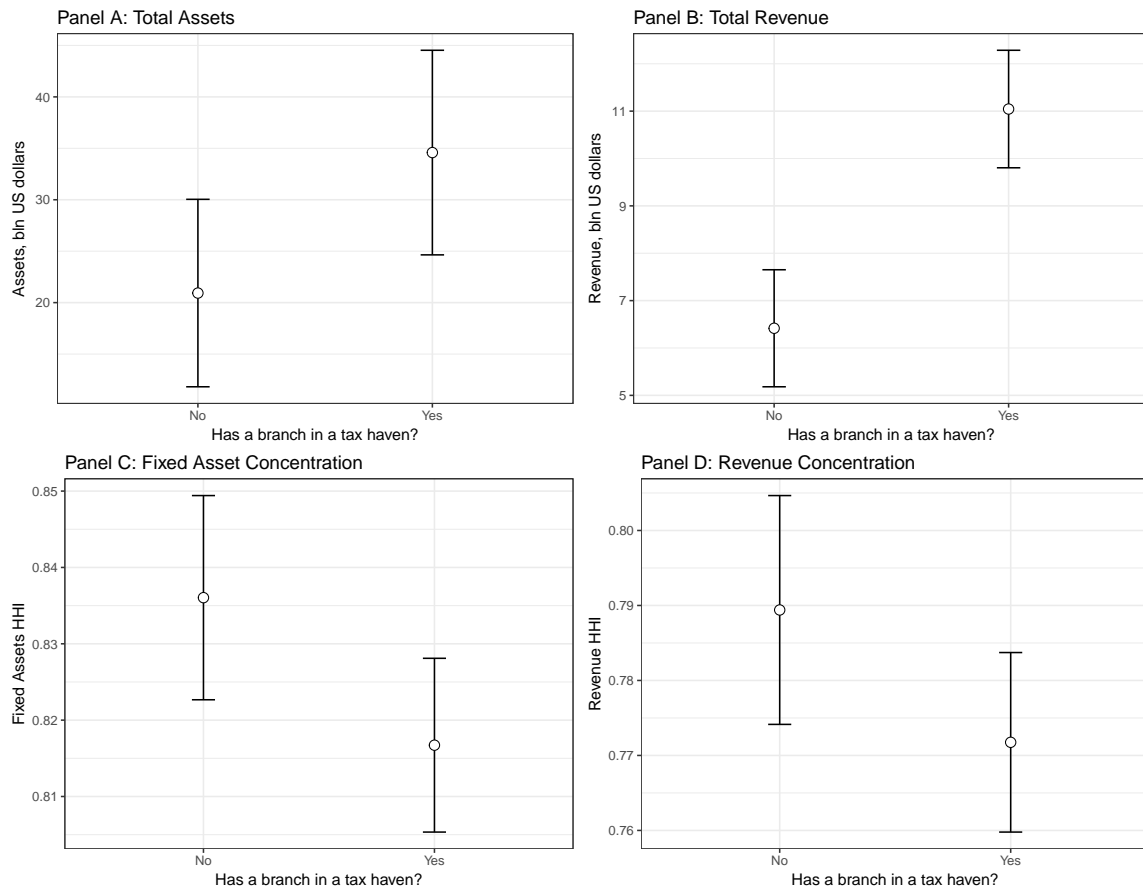 Panel A: Total Assets
Assets, bln US dollars
40
30
20
No
Yes
Has a branch in a tax haven?
Panel B: Total Revenue
Revenue, bln US dollars
11
9
7
5
No
Yes
Has a branch in a tax haven?
Panel C: Fixed Asset Concentration
Fixed Assets HHI
0.85
0.84
0.83
0.82
0.81
No
Yes
Has a branch in a tax haven?
Panel D: Revenue Concentration
Revenue HHI
0.80
0.79
0.78
0.77
0.76
No
Yes
Has a branch in a tax haven?